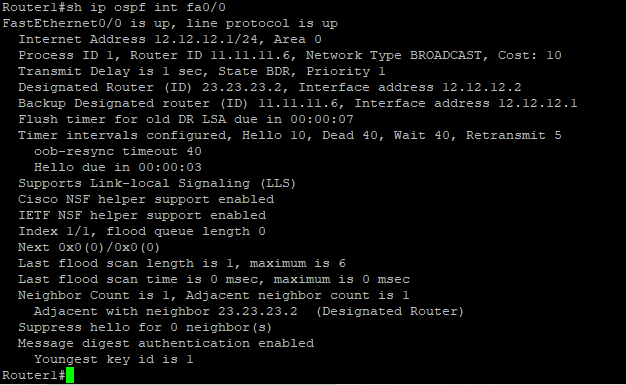 Router1#sh ip ospf int fa0/0
FastEthernet0/0 is up, line protocol is up
Internet Address 12.12.12.1/24, Area 0
Process ID 1, Router ID 11.11.11.6, Network Type BROADCAST, Cost: 10
Transmit Delay is 1 sec, State BDR, Priority 1
Designated Router (ID) 23.23.23.2, Interface address 12.12.12.2
Backup Designated router (ID) 11.11.11.6, Interface address 12.12.12.1
Flush timer for old DR LSA due in 00:00:07
Timer intervals configured, Hello 10, Dead 40, Wait 40, Retransmit 5
oob-resync timeout 40
Hello due in 00:00:03
Supports Link-local Signaling (LLS)
Cisco NSF helper support enabled
IETF NSF helper support enabled
Index 1/1, flood queue length 0
Next 0x0(0)/0x0(0)
Last flood scan length is 1, maximum is 6
Last flood scan time is 0 msec, maximum is 0 msec
Neighbor Count is 1, Adjacent neighbor count is 1
Adjacent with neighbor 23.23.23.2  (Designated Router)
Suppress hello for 0 neighbor(s)
Message digest authentication enabled
Youngest key id is 1
Router1#